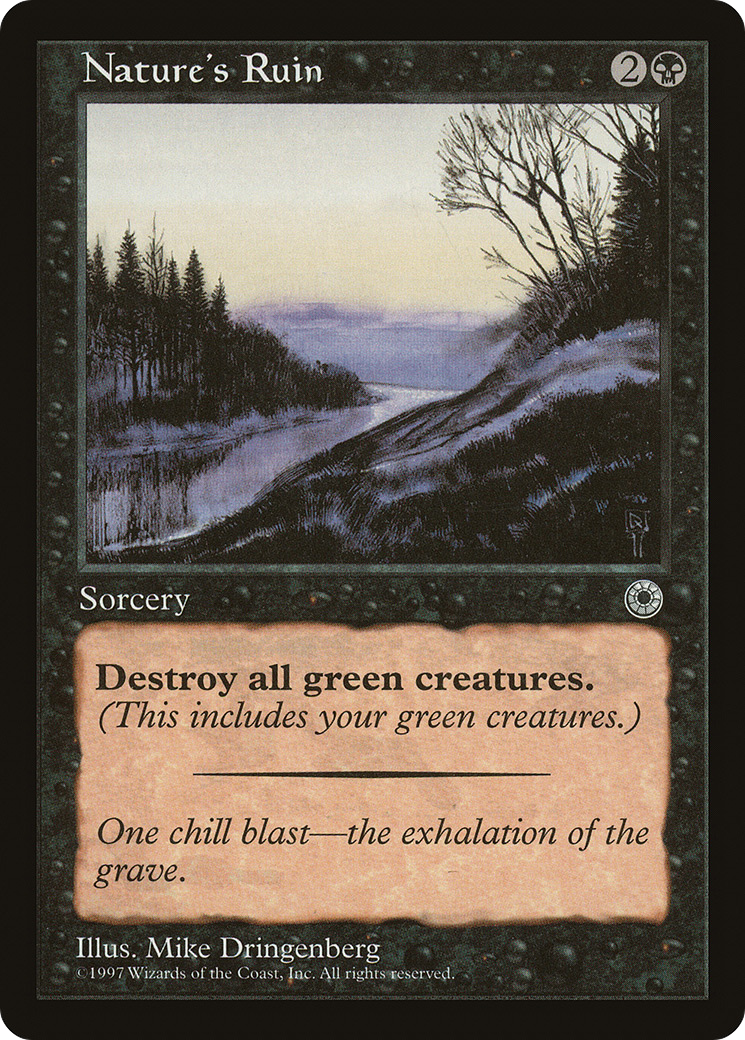 Nature's Ruin
2
Sorcery
Destroy all green creatures.
(This includes your green creatures.)
One chill blast—the exhalation of the
grave.
Illus. Mike Dringenberg
©1997 Wizards of the Coast, Inc. All rights reserved.